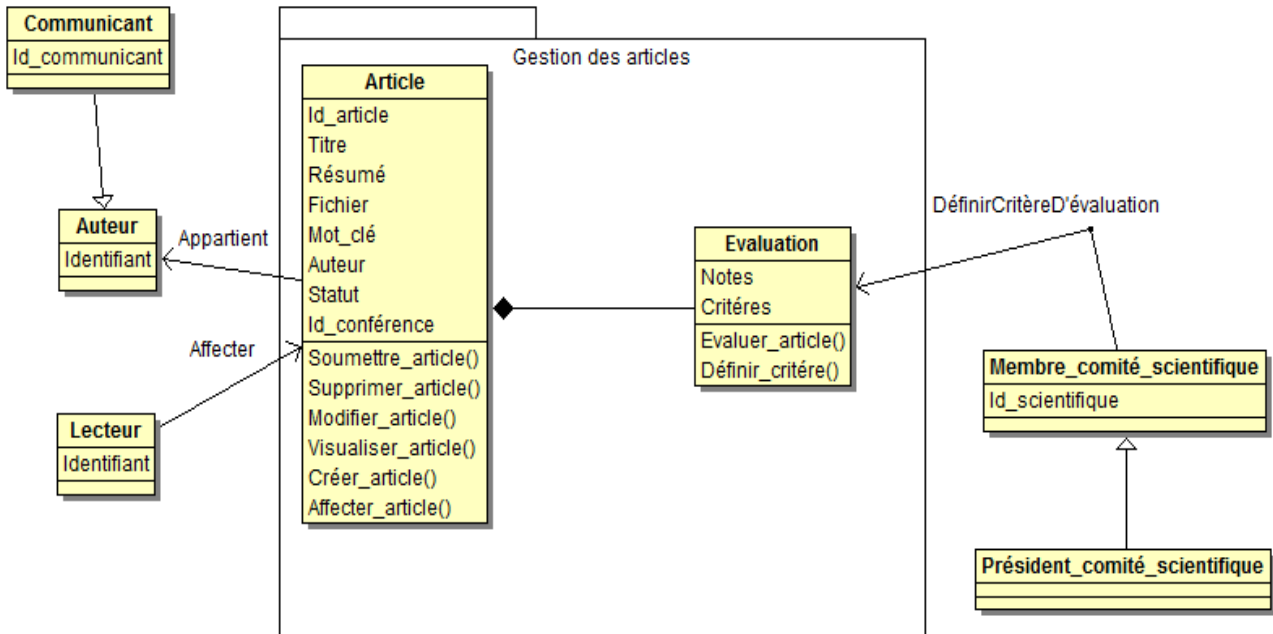 Communicant
Id_communicant
Gestion des articles
Article
Id_article
Titre
Résumé
Fichier
Mot_clé
Auteur
Statut
Id_conférence
Soumettre_article()
Supprimer_article()
Modifier_article()
Visualiser_article()
Créer_article()
Affecter_article()
Auteur
Identifiant
Appartient
Affecter
Lecteur
Identifiant
Evaluation
Notes
Critéres
Evaluer_article()
Définir_critére()
DéfinirCritèreD'évaluation
Membre_comité_scientifique
Id_scientifique
Président_comité_scientifique